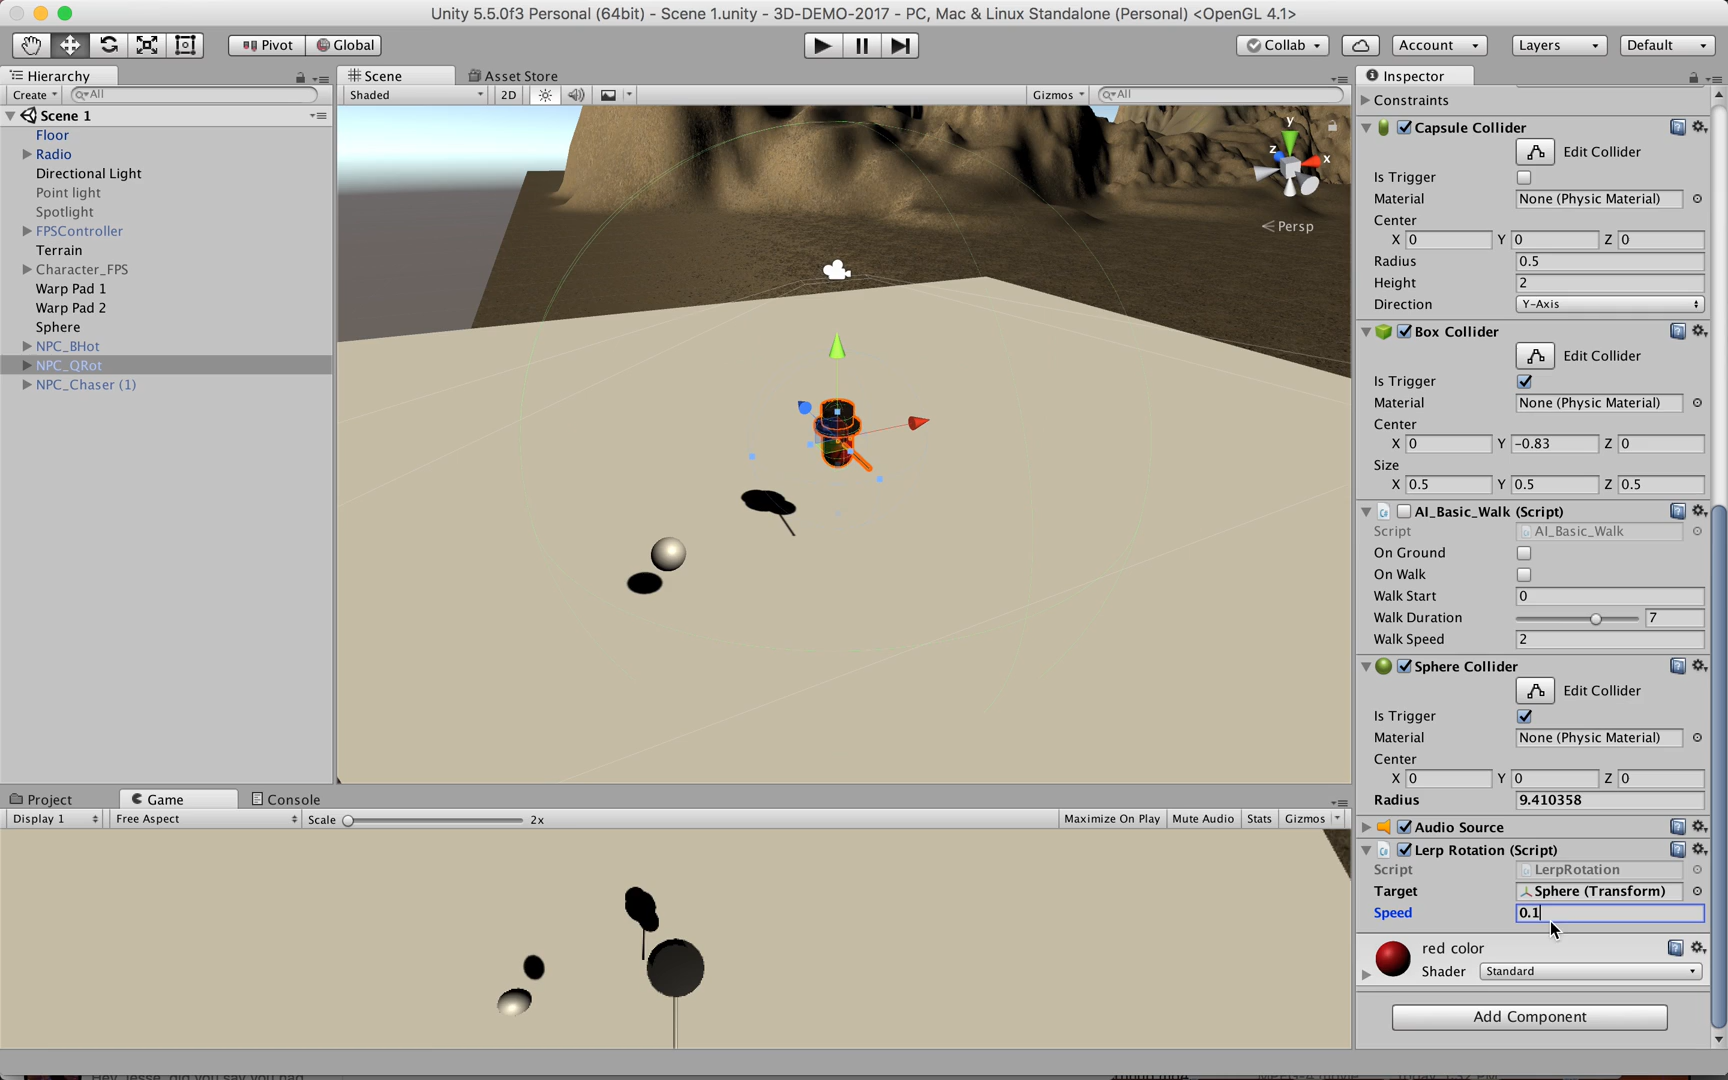 Unity 5.5.0f3 Personal (64bit) - Scene 1.unity - 3D-DEMO-2017 - PC, Mac & Linux Standalone (Personal) <OpenGL 4.1>
Pivot Global Collab Account Layers Default
Hierarchy
Create All
Scene 1
Floor
Radio
Directional Light
Point light
Spotlight
FPSController
Terrain
Character_FPS
Warp Pad 1
Warp Pad 2
Sphere
NPC_BHot
NPC_QRot
NPC_Chaser (1)
Scene Asset Store
Shaded 2D Gizmos All
y
z
x
Persp
Project Game Console
Display 1 Free Aspect Scale 2x Maximize On Play Mute Audio Stats Gizmos
Inspector
Constraints
Capsule Collider
Edit Collider
Is Trigger
Material None (Physic Material)
Center
X 0 Y 0 Z 0
Radius 0.5
Height 2
Direction Y-Axis
Box Collider
Edit Collider
Is Trigger
Material None (Physic Material)
Center
X 0 Y -0.83 Z 0
Size
X 0.5 Y 0.5 Z 0.5
AI_Basic_Walk (Script)
Script AI_Basic_Walk
On Ground
On Walk
Walk Start 0
Walk Duration 7
Walk Speed 2
Sphere Collider
Edit Collider
Is Trigger
Material None (Physic Material)
Center
X 0 Y 0 Z 0
Radius 9.410358
Audio Source
Lerp Rotation (Script)
Script LerpRotation
Target Sphere (Transform)
Speed 0.1
red color
Shader Standard
Add Component